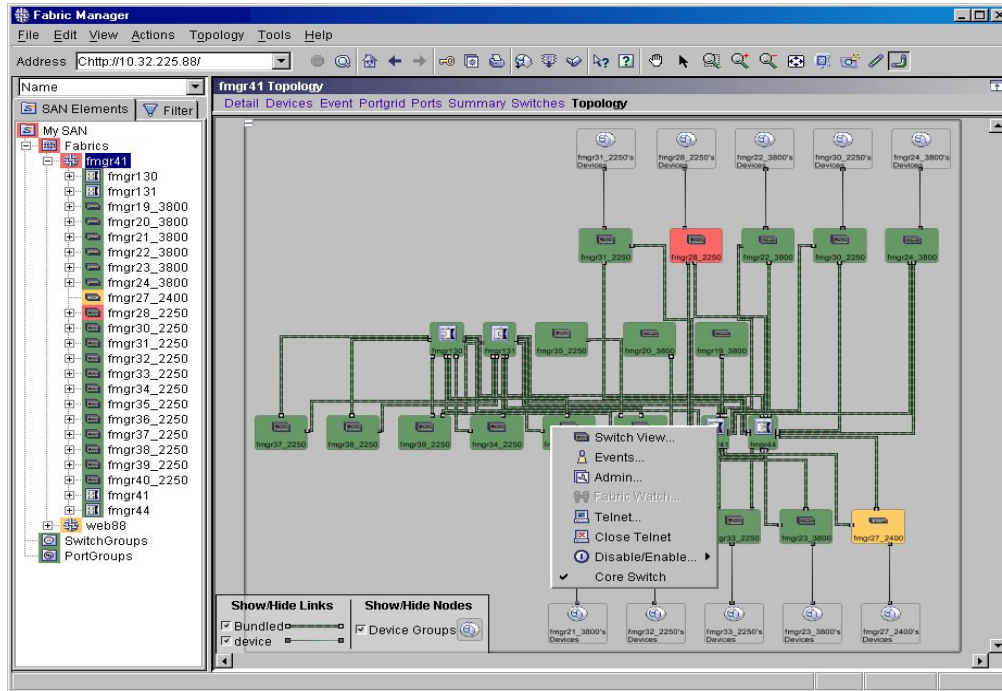 Fabric Manager
File Edit View Actions Topology Tools Help
Address Chttp://10.32.225.88/
Name
SAN Elements Filter
My SAN
Fabrics
fmgr41
fmgr130
fmgr131
fmgr19_3800
fmgr20_3800
fmgr21_3800
fmgr22_3800
fmgr23_3800
fmgr24_3800
fmgr27_2400
fmgr28_2250
fmgr30_2250
fmgr31_2250
fmgr32_2250
fmgr33_2250
fmgr34_2250
fmgr35_2250
fmgr36_2250
fmgr37_2250
fmgr38_2250
fmgr39_2250
fmgr40_2250
fmgr41
fmgr44
web88
SwitchGroups
PortGroups
fmgr41 Topology
Detail Devices Event Portgrid Ports Summary Switches Topology
fmgr31_2250's Devices
fmgr28_2250's Devices
fmgr22_3800's Devices
fmgr30_2250's Devices
fmgr24_3800's Devices
fmgr31_2250
fmgr28_2250
fmgr22_3800
fmgr30_2250
fmgr24_3800
fmgr130
fmgr131
fmgr35_2250
fmgr20_3800
fmgr19_3800
fmgr37_2250
fmgr38_2250
fmgr39_2250
fmgr34_2250
fmgr44
Switch View...
Events...
Admin...
Fabric Watch...
Telnet...
Close Telnet
Disable/Enable...
Core Switch
fmgr23_3800
fmgr27_2400
fmgr21_3800's Devices
fmgr32_2250's Devices
fmgr33_2250's Devices
fmgr23_3800's Devices
fmgr27_2400's Devices
Show/Hide Links
Bundled
device
Show/Hide Nodes
Device Groups